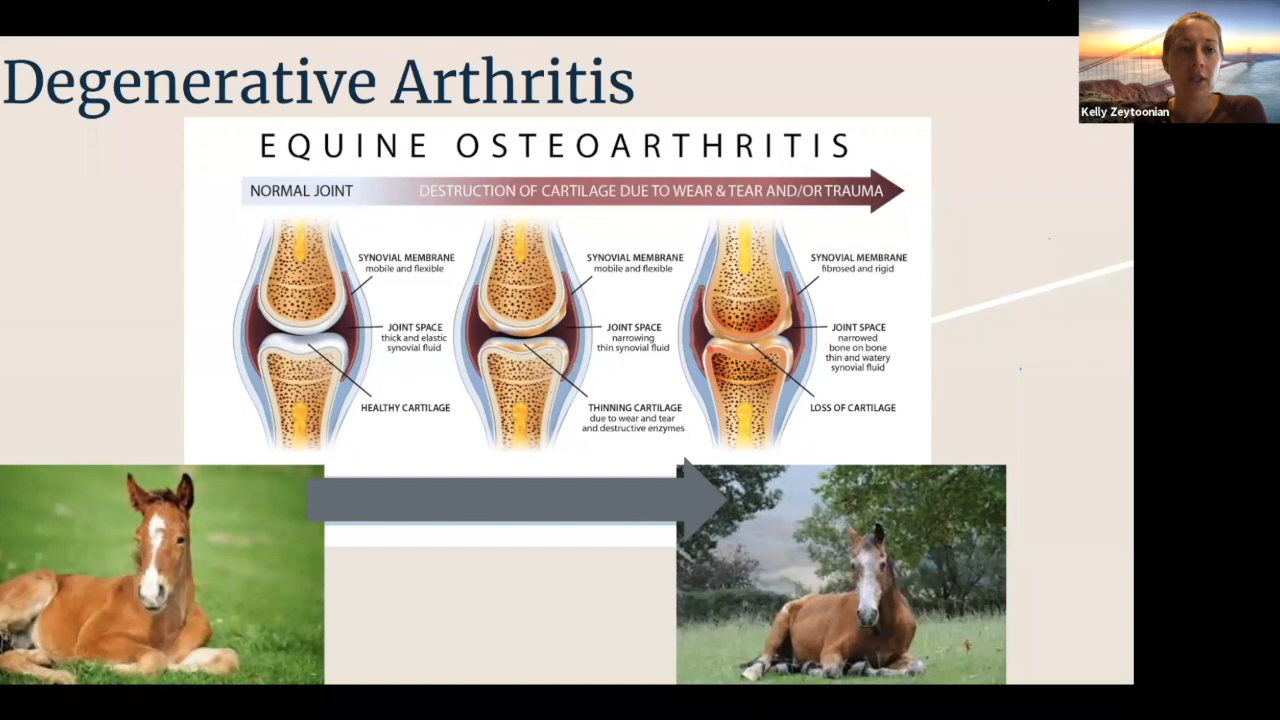 Degenerative Arthritis
Kelly Zeytoonian
EQUINE OSTEOARTHRITIS
NORMAL JOINT
DESTRUCTION OF CARTILAGE DUE TO WEAR & TEAR AND/OR TRAUMA
SYNOVIAL MEMBRANE
mobile and flexible
JOINT SPACE
thick and elastic
synovial fluid
HEALTHY CARTILAGE
SYNOVIAL MEMBRANE
mobile and flexible
JOINT SPACE
narrowing
thin synovial fluid
THINNING CARTILAGE
due to wear and tear
and destructive enzymes
SYNOVIAL MEMBRANE
fibrosed and rigid
JOINT SPACE
narrowed
bone on bone
thin and watery
synovial fluid
LOSS OF CARTILAGE